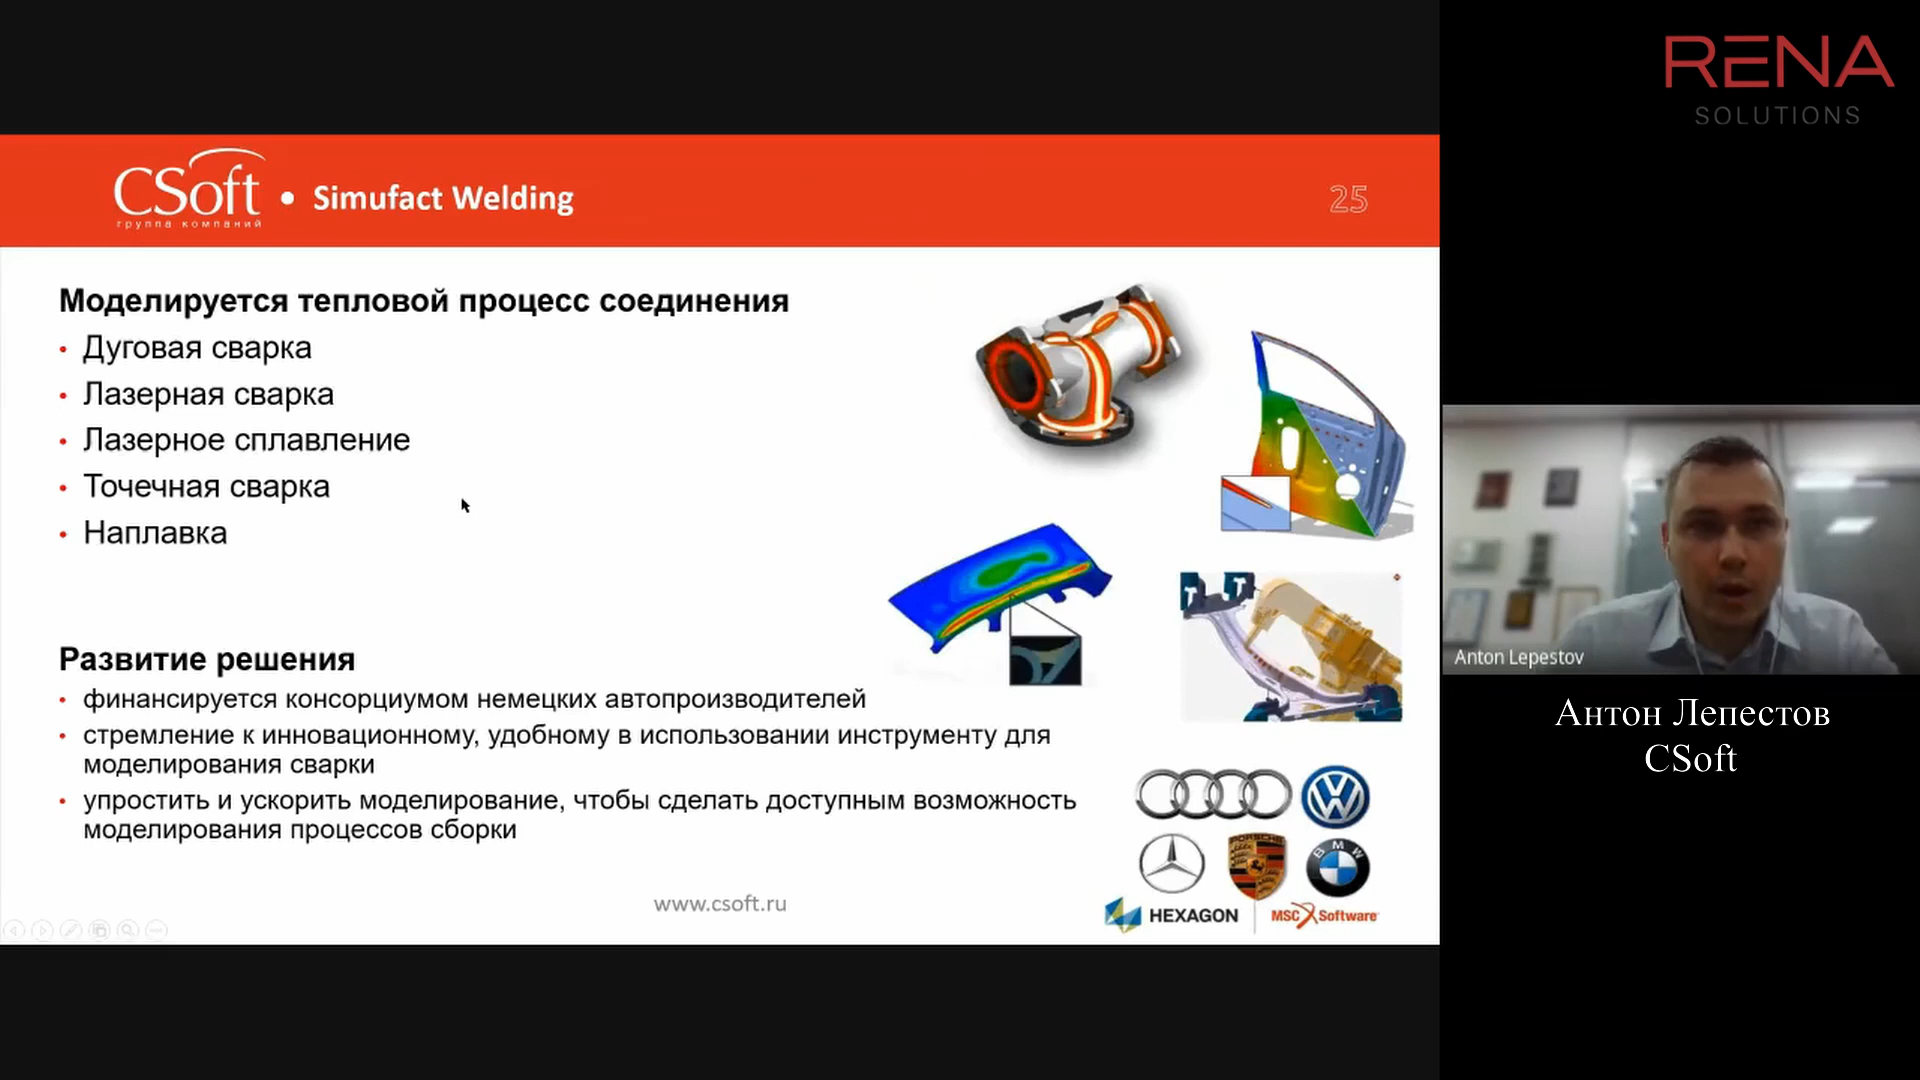 RENA
SOLUTIONS
CSoft
группа компаний
• Simufact Welding
25
Моделируется тепловой процесс соединения
• Дуговая сварка
• Лазерная сварка
• Лазерное сплавление
• Точечная сварка
• Наплавка
Развитие решения
• финансируется консорциумом немецких автопроизводителей
• стремление к инновационному, удобному в использовании инструменту для
моделирования сварки
• упростить и ускорить моделирование, чтобы сделать доступным возможность
моделирования процессов сборки
PORSCHE
BMW
HEXAGON
MSC Software
www.csoft.ru
Anton Lepestov
Антон Лепестов
CSoft